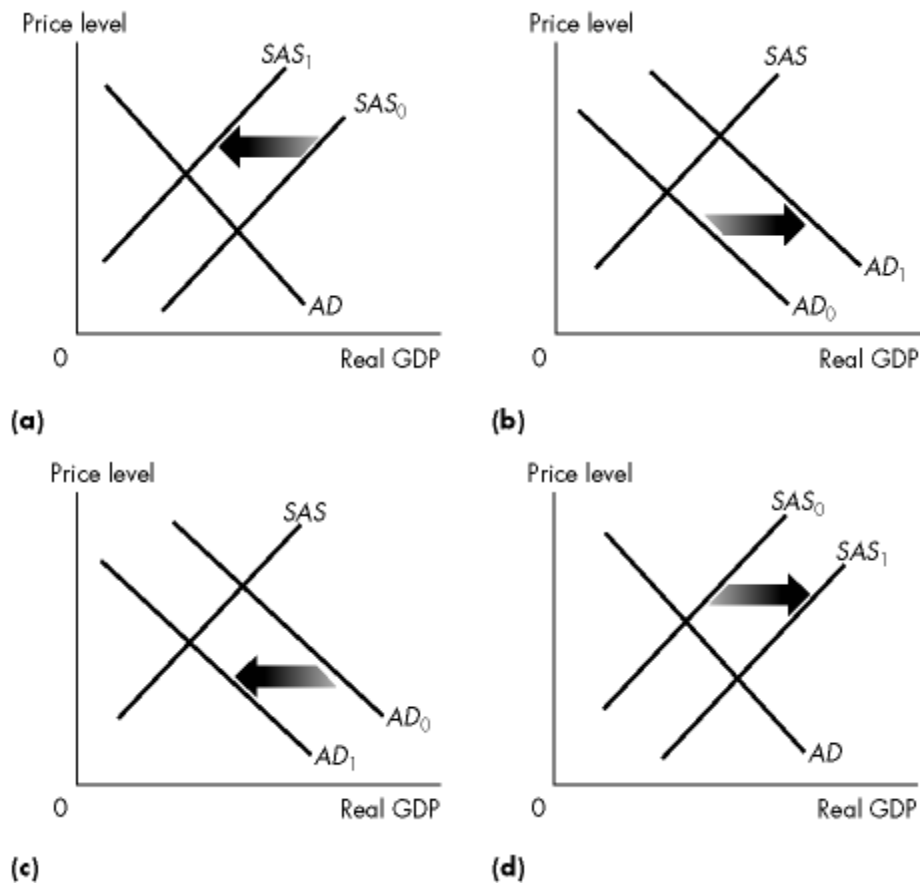 Price level
SAS₁
SAS₀
AD
0
Real GDP
(a)
Price level
SAS
AD₁
AD₀
0
Real GDP
(b)
Price level
SAS
AD₀
AD₁
0
Real GDP
(c)
Price level
SAS₀
SAS₁
AD
0
Real GDP
(d)